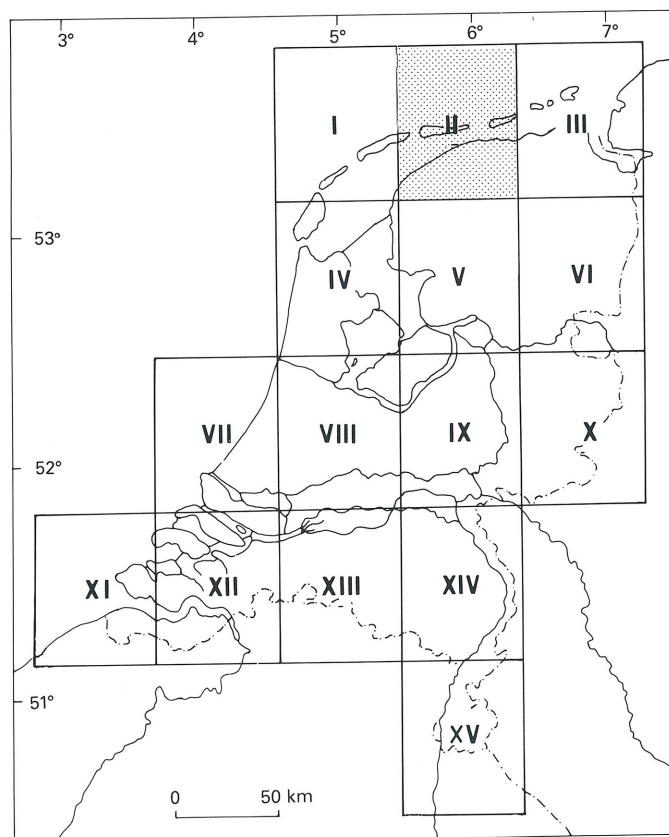 3° 4° 5° 6° 7°
I II III
53°
IV V VI
VII VIII IX X
52°
XI XII XIII XIV
51°
XV
0 50 km